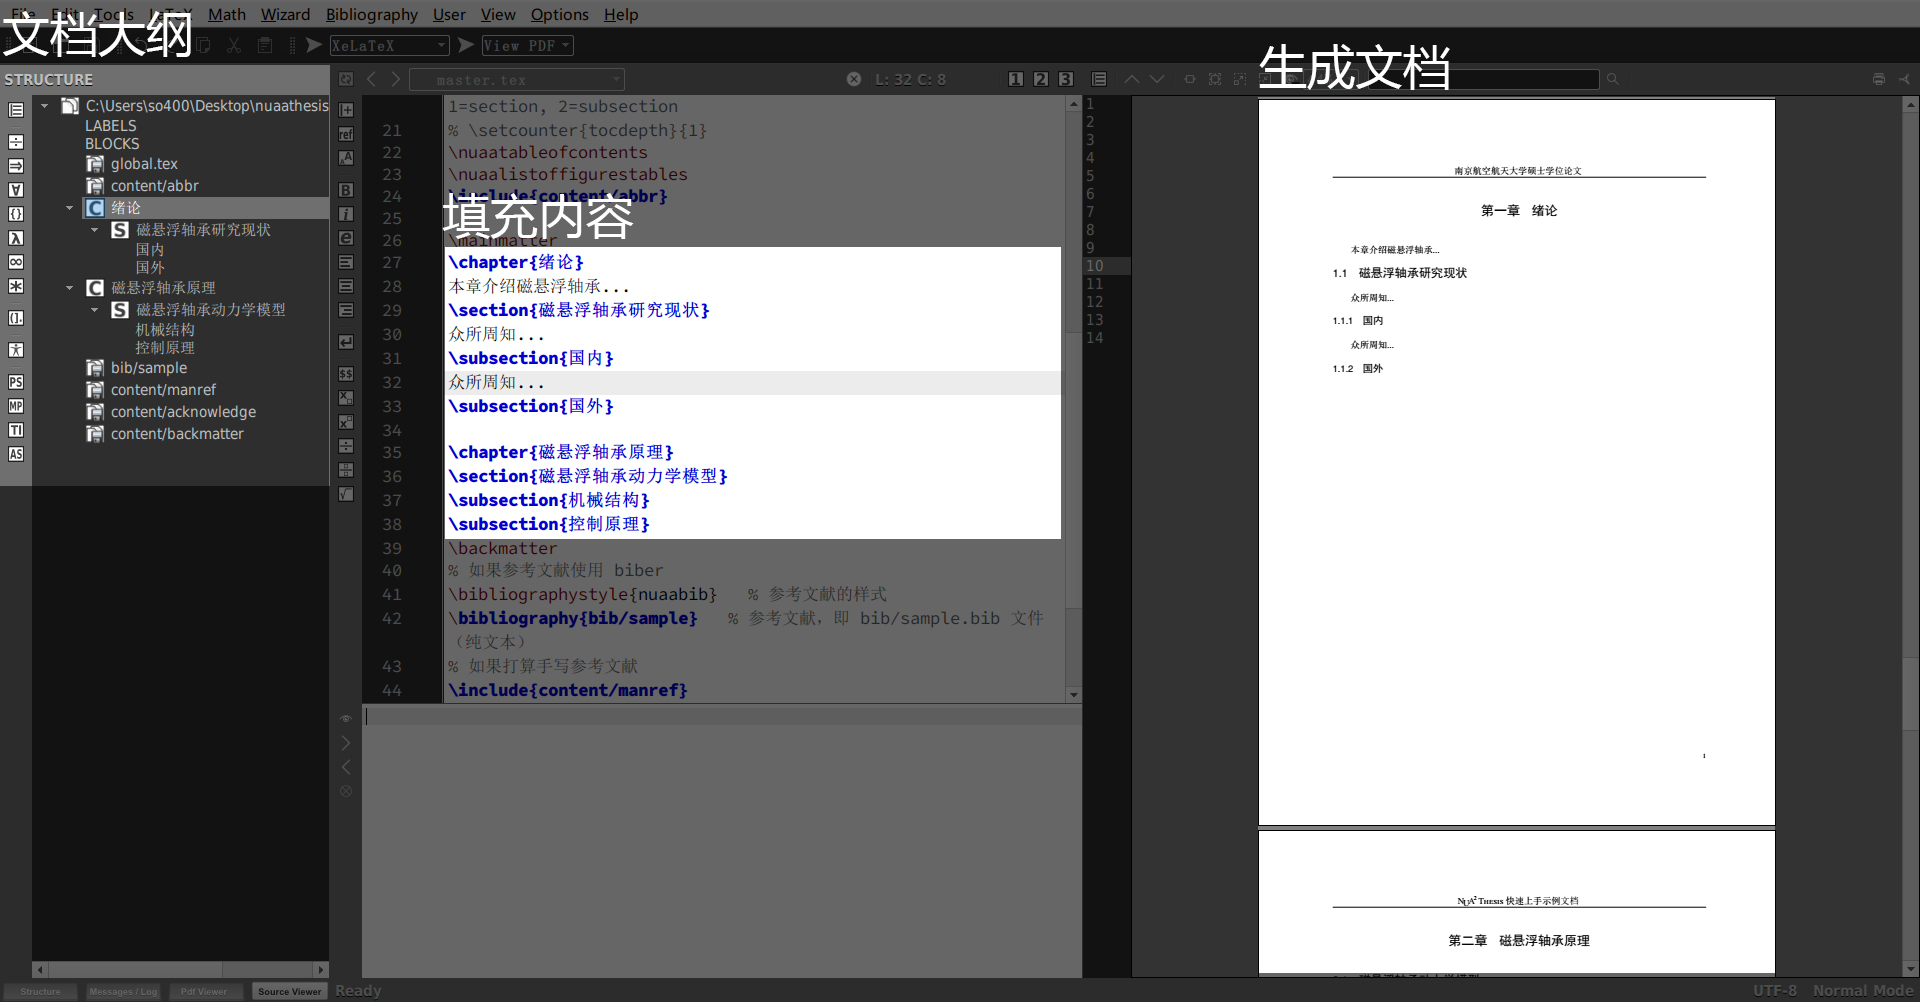 File Edit Tools LaTeX Math Wizard Bibliography User View Options Help
文档大纲
XeLaTeX
View PDF
生成文档
STRUCTURE
master.tex
L: 32 C: 8
1 2 3
C:\Users\so400\Desktop\nuaathesis
LABELS
BLOCKS
global.tex
content/abbr
C 绪论
S 磁悬浮轴承研究现状
国内
国外
C 磁悬浮轴承原理
S 磁悬浮轴承动力学模型
机械结构
控制原理
bib/sample
content/manref
content/acknowledge
content/backmatter
1=section, 2=subsection
21 % \setcounter{tocdepth}{1}
22 \nuaatableofcontents
23 \nuaalistoffigurestables
24 \include{content/abbr}
25
填充内容
26 \mainmatter
27 \chapter{绪论}
28 本章介绍磁悬浮轴承...
29 \section{磁悬浮轴承研究现状}
30 众所周知...
31 \subsection{国内}
32 众所周知...
33 \subsection{国外}
34
35 \chapter{磁悬浮轴承原理}
36 \section{磁悬浮轴承动力学模型}
37 \subsection{机械结构}
38 \subsection{控制原理}
39 \backmatter
40 % 如果参考文献使用 biber
41 \bibliographystyle{nuaabib} % 参考文献的样式
42 \bibliography{bib/sample} % 参考文献，即 bib/sample.bib 文件
（纯文本）
43 % 如果打算手写参考文献
44 \include{content/manref}
1
2
3
4
5
6
7
8
9
10
11
12
13
14
南京航空航天大学硕士学位论文
第一章 绪论
本章介绍磁悬浮轴承...
1.1 磁悬浮轴承研究现状
众所周知...
1.1.1 国内
众所周知...
1.1.2 国外
1
NUA² THESIS 快速上手示例文档
第二章 磁悬浮轴承原理
Structure
Messages / Log
Pdf Viewer
Source Viewer
Ready
UTF-8
Normal Mode